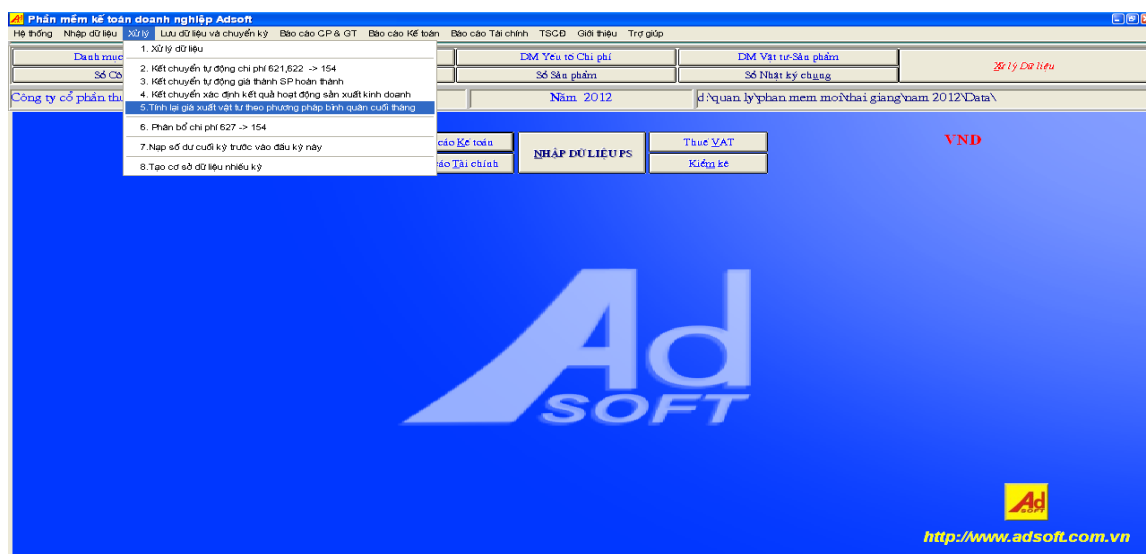 Phần mềm kế toán doanh nghiệp Adsoft
Hệ thống Nhập dữ liệu Xử lý Lưu dữ liệu và chuyển kỳ Báo cáo CP & GT Báo cáo Kế toán Báo cáo Tài chính TSCĐ Giới thiệu Trợ giúp
Danh mục DM Yếu tố Chi phí DM Vật tư-Sản phẩm Xử lý Dữ liệu
Sổ Sản phẩm Sổ Nhật ký chung
1. Xử lý dữ liệu
2. Kết chuyển tự động chi phí 621,622 -> 154
3. Kết chuyển tự động giá thành SP hoàn thành
4. Kết chuyển xác định kết quả hoạt động sản xuất kinh doanh
5.Tính lại giá xuất vật tư theo phương pháp bình quân cuối tháng
6. Phân bổ chi phí 627 -> 154
7.Nạp số dư cuối kỳ trước vào đầu kỳ này
8.Tạo cơ sở dữ liệu nhiều kỳ
Công ty cổ phần Năm 2012 d:\quan ly\phan mem moi\thai giang\nam 2012\Data\
cáo Kế toán NHẬP DỮ LIỆU PS Thuế VAT VND
cáo Tài chính Kiểm kê
Ad
SOFT
Ad
SOFT
http://www.adsoft.com.vn